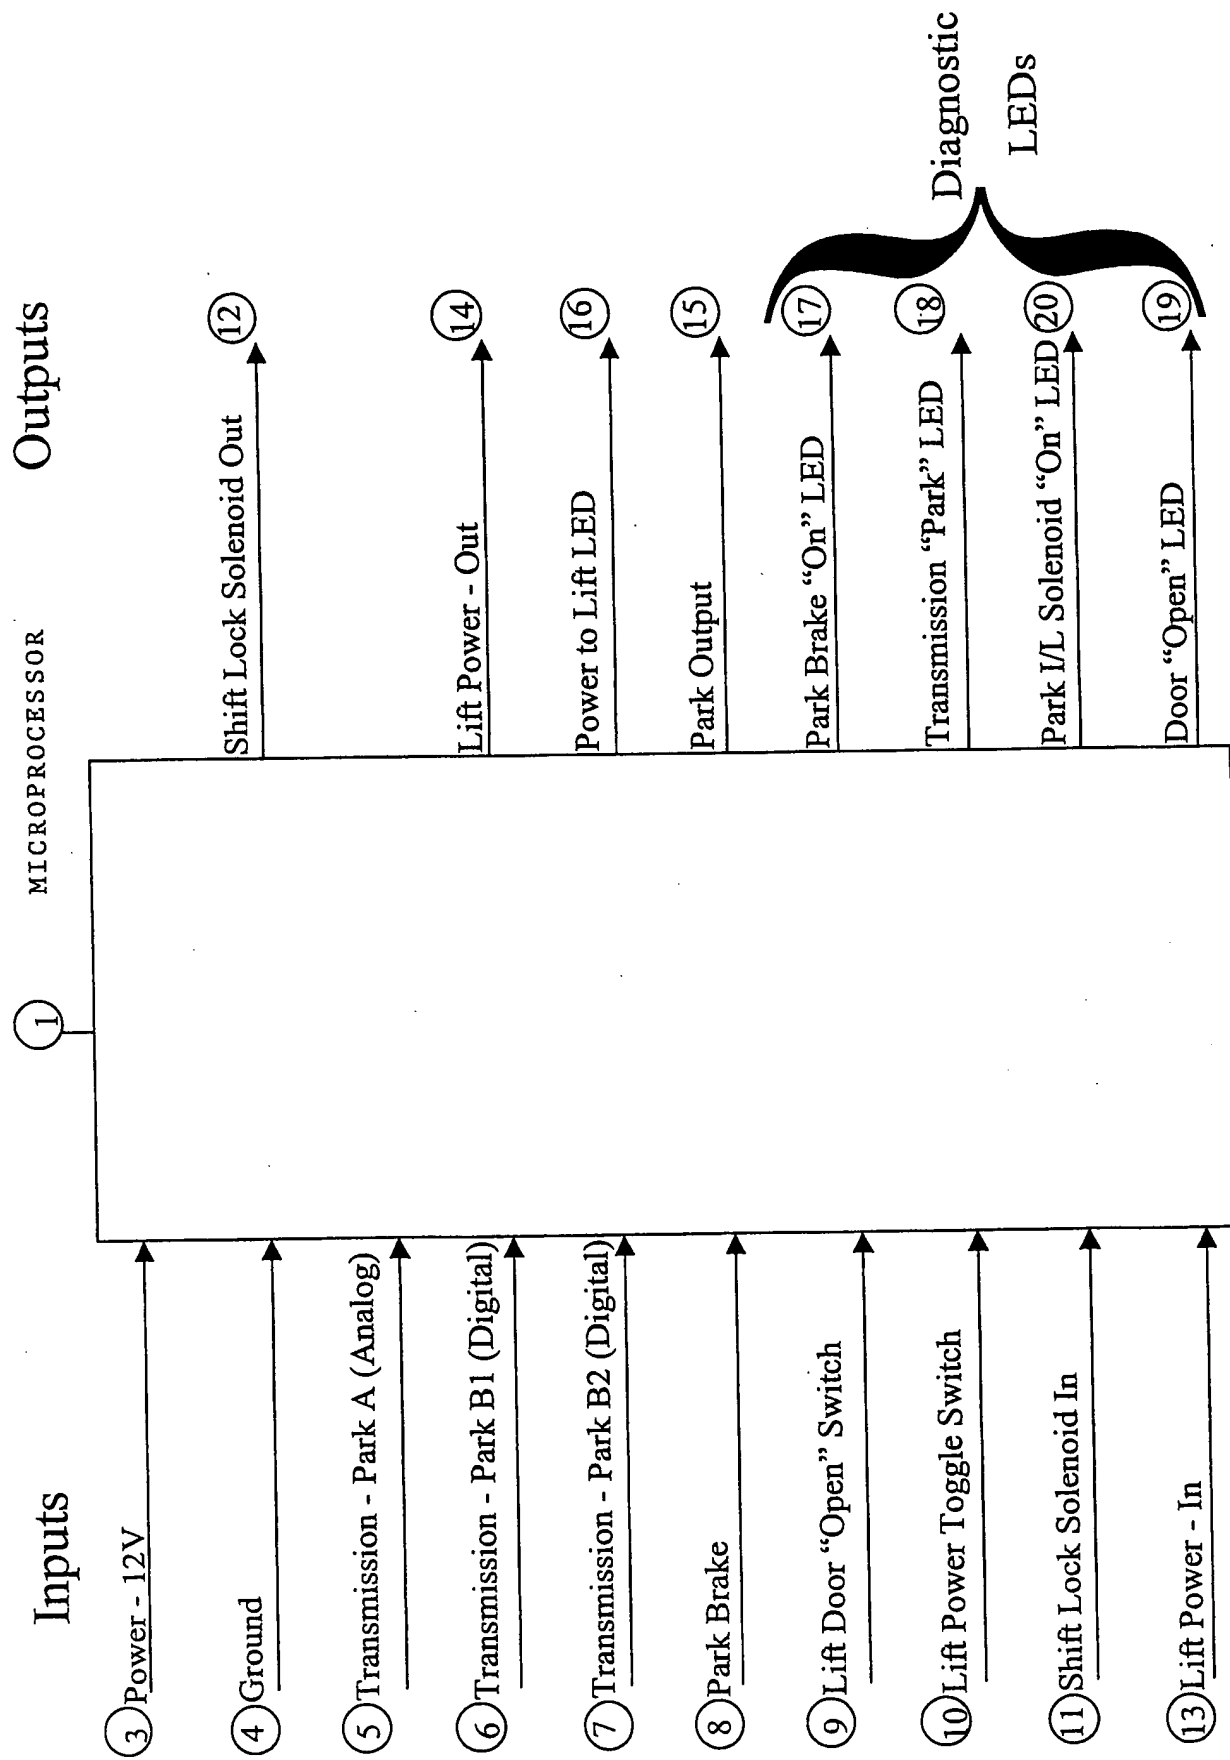 Inputs
1
MICROPROCESSOR
Outputs
3 Power - 12V
4 Ground
5 Transmission - Park A (Analog)
6 Transmission - Park B1 (Digital)
7 Transmission - Park B2 (Digital)
8 Park Brake
9 Lift Door “Open” Switch
10 Lift Power Toggle Switch
11 Shift Lock Solenoid In
13 Lift Power - In
Shift Lock Solenoid Out 12
Lift Power - Out 14
Power to Lift LED 16
Park Output 15
Park Brake “On” LED 17
Transmission “Park” LED 18
Park I/L Solenoid “On” LED 20
Door “Open” LED 19
Diagnostic
LEDs